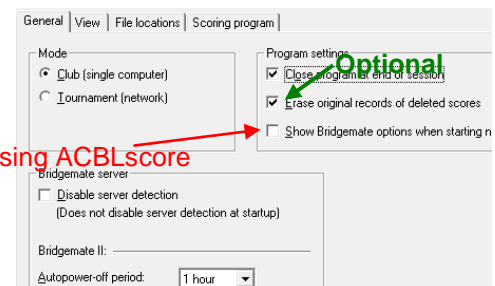 General View File locations Scoring program
Mode
Club (single computer)
Tournament (network)
Program settings
Optional
Close program at end of session
Erase original records of deleted scores
Show Bridgemate options when starting n
sing ACBLscore
Bridgemate server
Disable server detection
(Does not disable server detection at startup)
Bridgemate II:
Autopower-off period: 1 hour